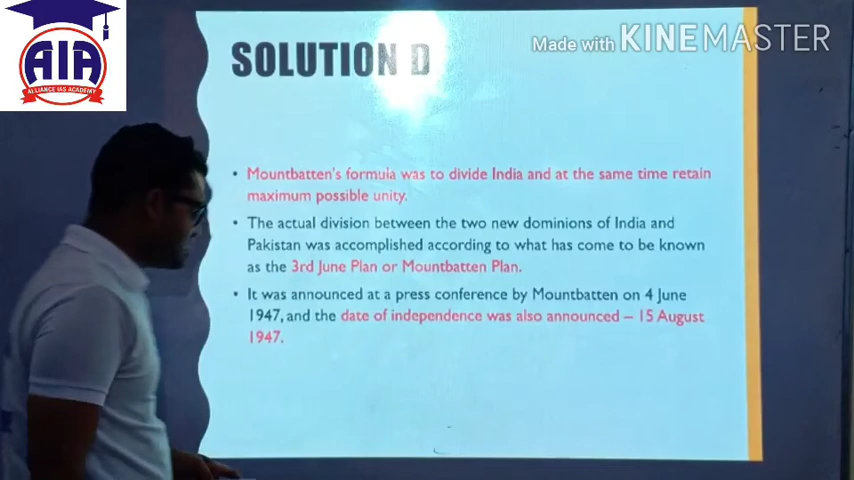 AIA
ALLIANCE IAS ACADEMY
Made with KINEMASTER
SOLUTION D
• Mountbatten's formula was to divide India and at the same time retain
maximum possible unity.
• The actual division between the two new dominions of India and
Pakistan was accomplished according to what has come to be known
as the 3rd June Plan or Mountbatten Plan.
• It was announced at a press conference by Mountbatten on 4 June
1947, and the date of independence was also announced – 15 August
1947.